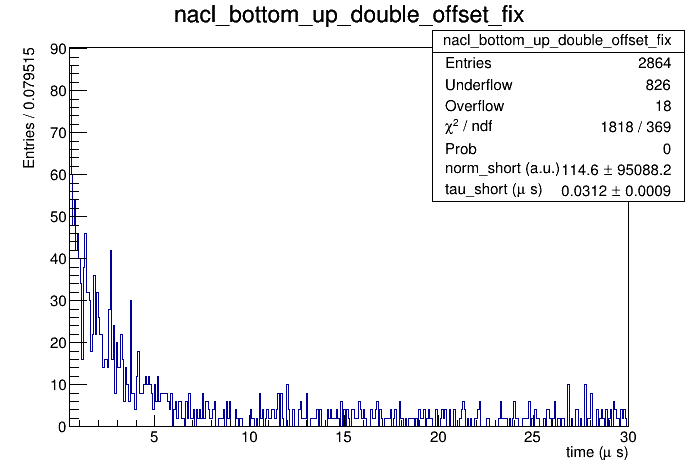 nacl_bottom_up_double_offset_fix
nacl_bottom_up_double_offset_fix
Entries 2864
Underflow 826
Overflow 18
χ² / ndf 1818 / 369
Prob 0
norm_short (a.u.) 114.6 ± 95088.2
tau_short (μ s) 0.0312 ± 0.0009
Entries / 0.079515
90
80
70
60
50
40
30
20
10
0
5 10 15 20 25 30
time (μ s)